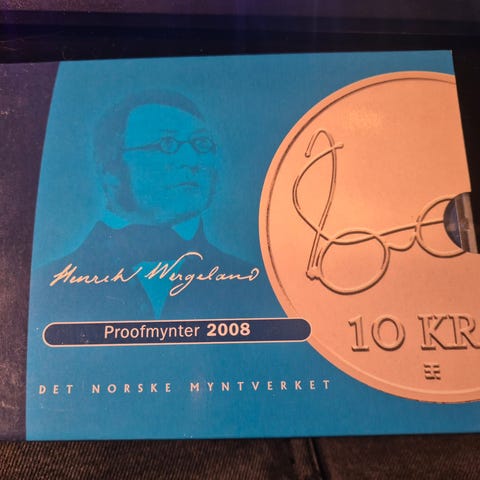 Henrik Wergeland
Proofmynter 2008
DET NORSKE MYNTVERKET
10 KR